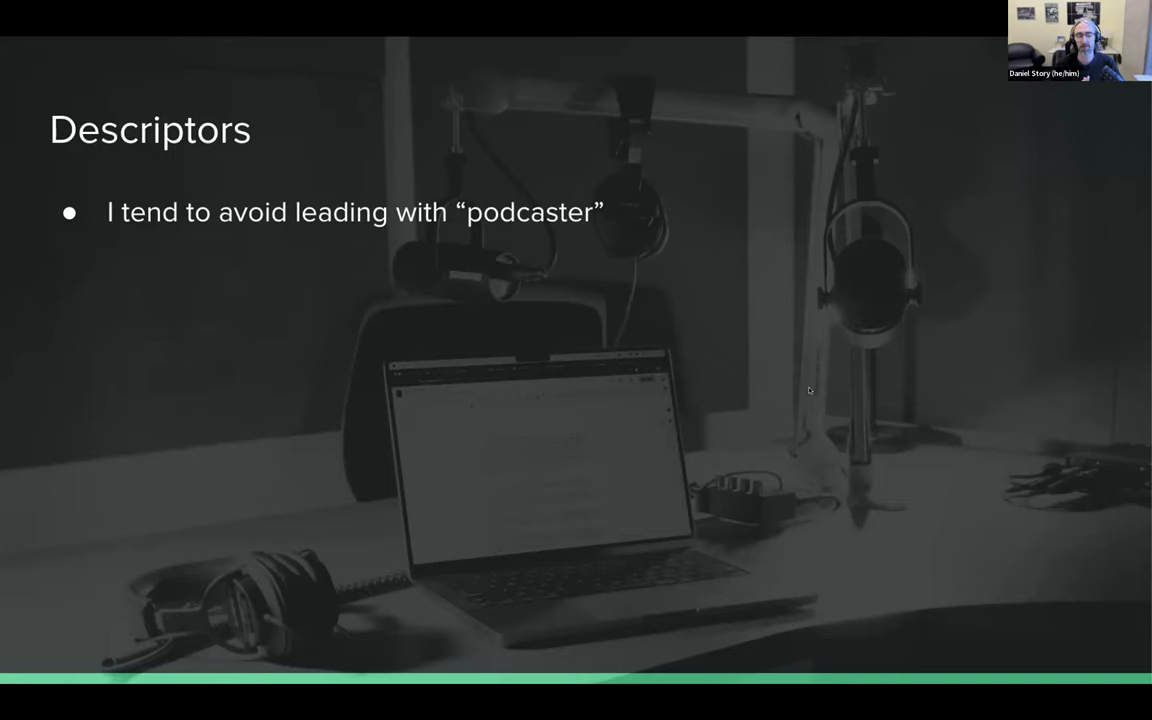 Daniel Story (he/him)
Descriptors
● I tend to avoid leading with “podcaster”